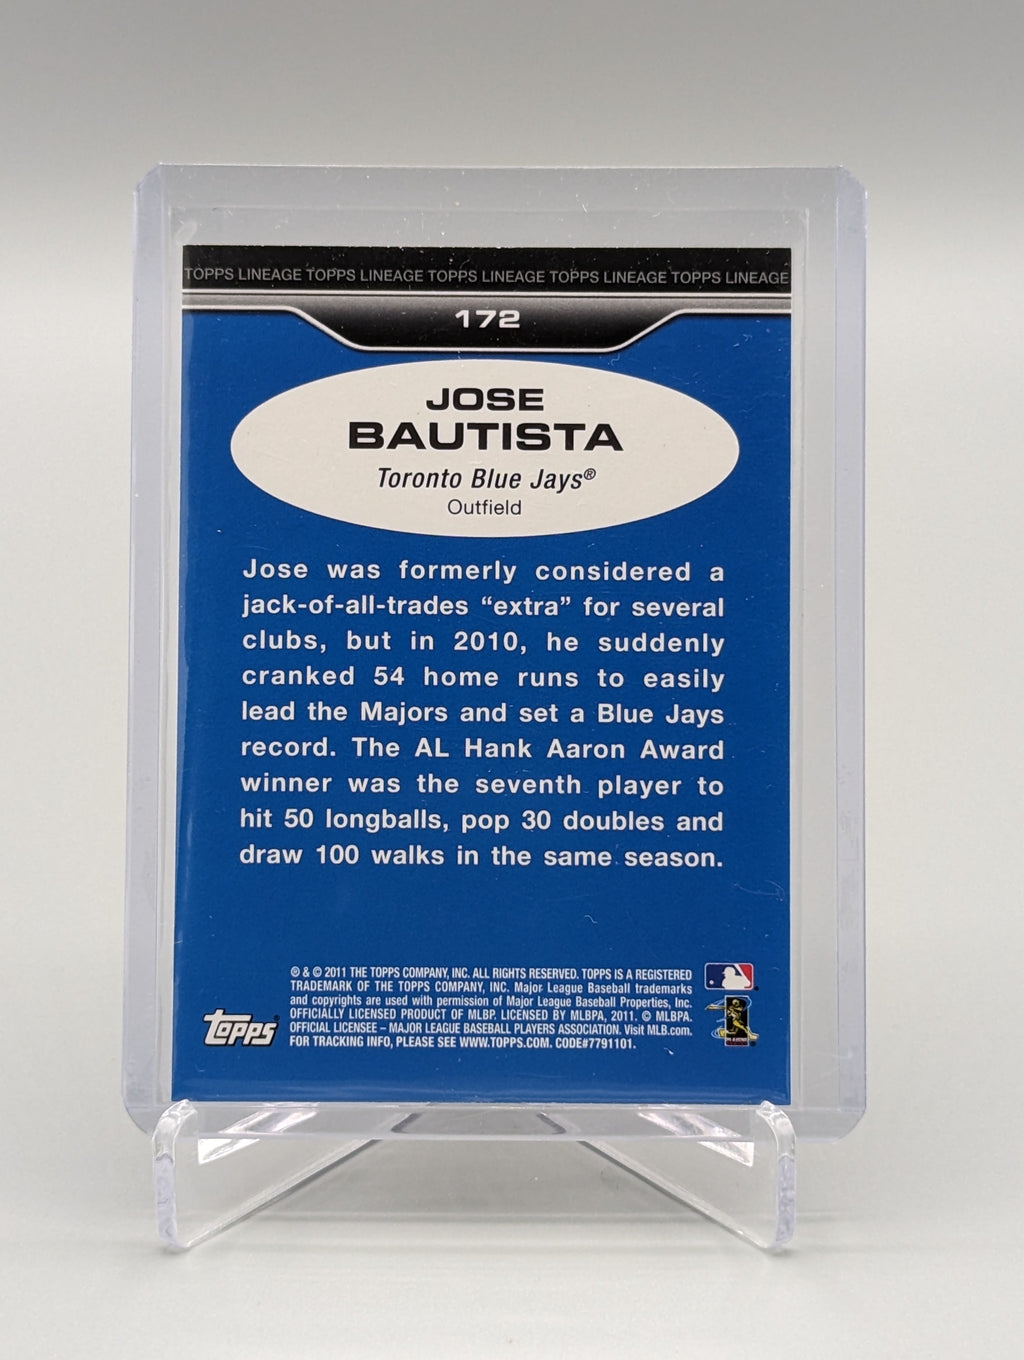 TOPPS LINEAGE TOPPS LINEAGE TOPPS LINEAGE TOPPS LINEAGE TOPPS LINEAGE
172
JOSE
BAUTISTA
Toronto Blue Jays®
Outfield
Jose was formerly considered a
jack-of-all-trades “extra” for several
clubs, but in 2010, he suddenly
cranked 54 home runs to easily
lead the Majors and set a Blue Jays
record. The AL Hank Aaron Award
winner was the seventh player to
hit 50 longballs, pop 30 doubles and
draw 100 walks in the same season.
® & © 2011 THE TOPPS COMPANY, INC. ALL RIGHTS RESERVED. TOPPS IS A REGISTERED
TRADEMARK OF THE TOPPS COMPANY, INC. Major League Baseball trademarks
and copyrights are used with permission of Major League Baseball Properties, Inc.
OFFICIALLY LICENSED PRODUCT OF MLBP. LICENSED BY MLBPA, 2011. © MLBPA.
OFFICIAL LICENSEE – MAJOR LEAGUE BASEBALL PLAYERS ASSOCIATION. Visit MLB.com.
FOR TRACKING INFO, PLEASE SEE WWW.TOPPS.COM. CODE#7791101.
Topps